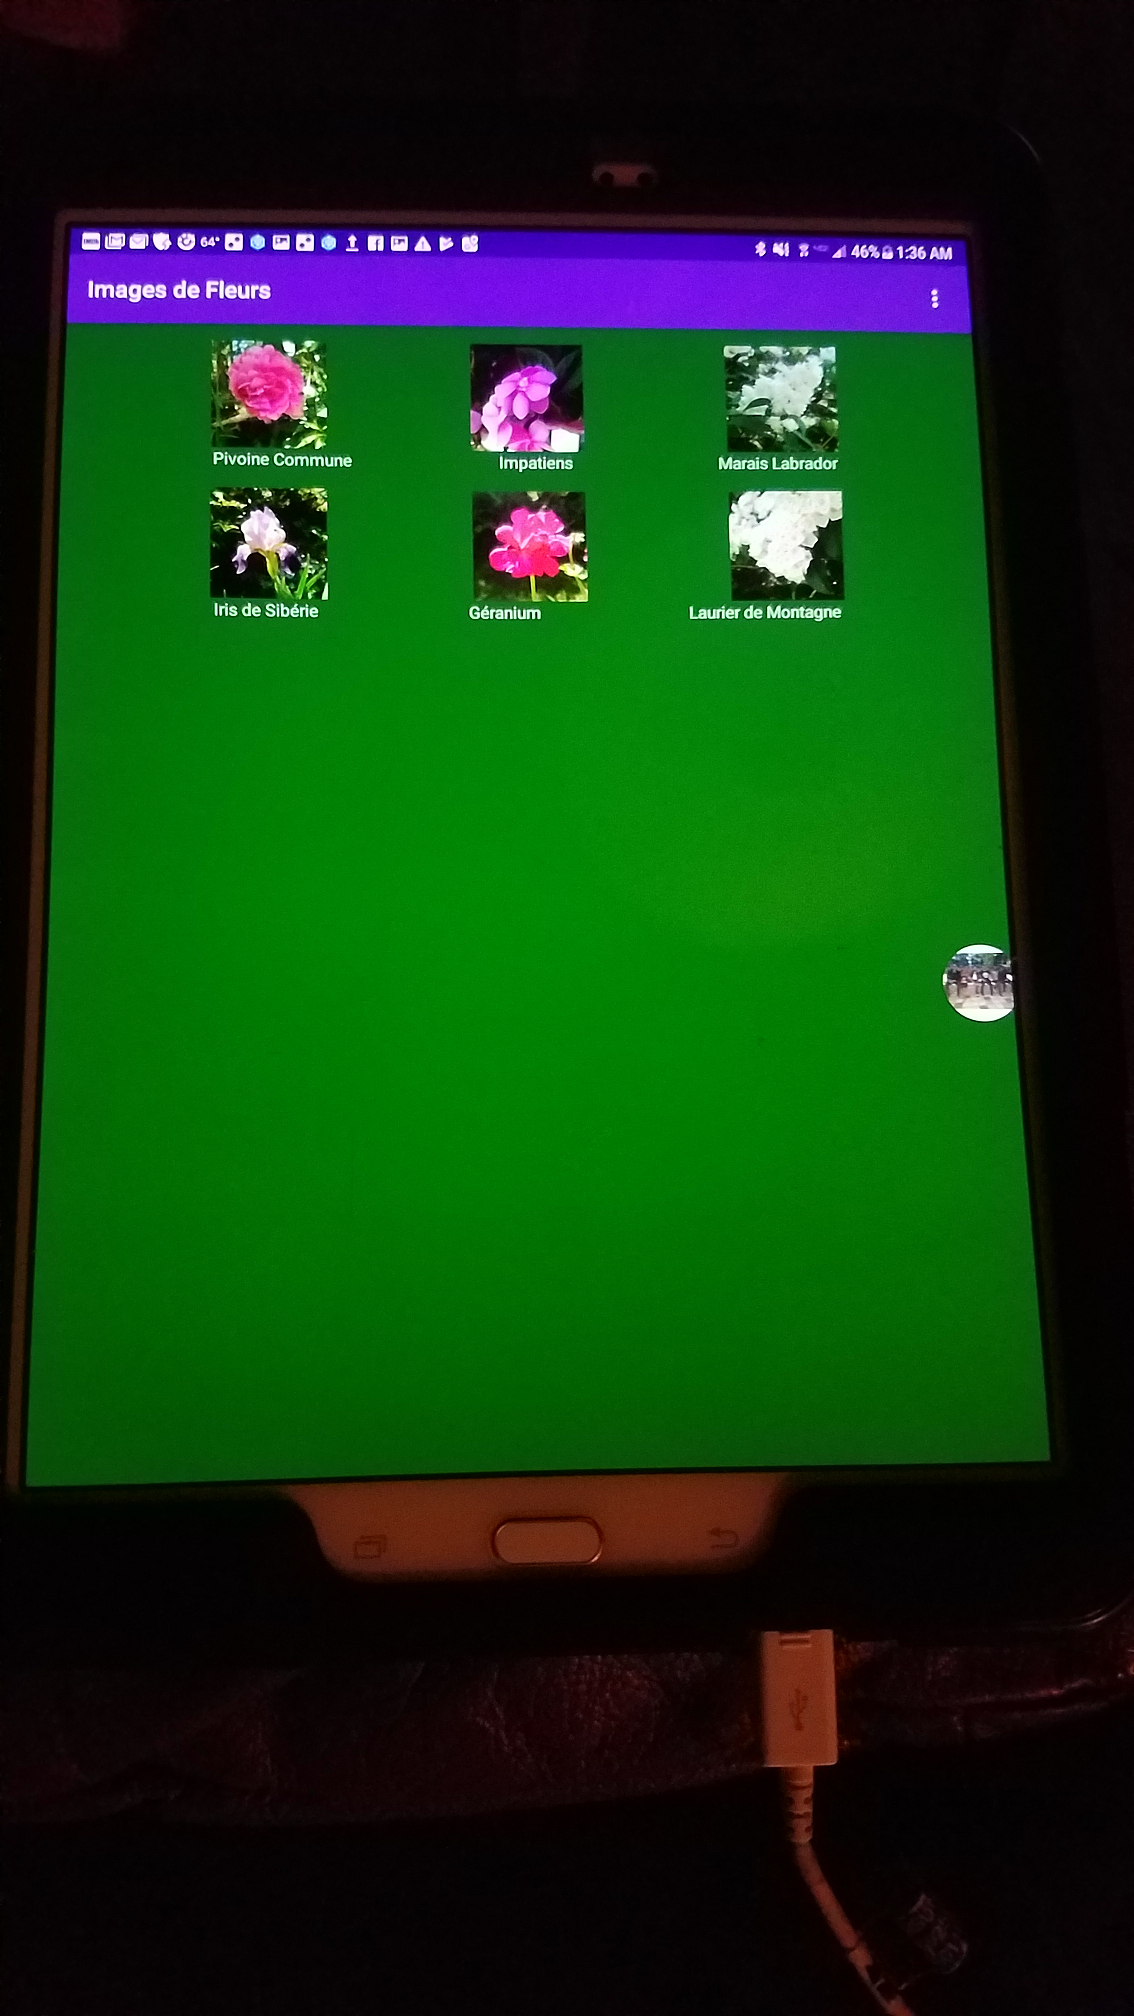 64° 46% 1:36 AM
Images de Fleurs
Pivoine Commune Impatiens Marais Labrador
Iris de Sibérie Géranium Laurier de Montagne